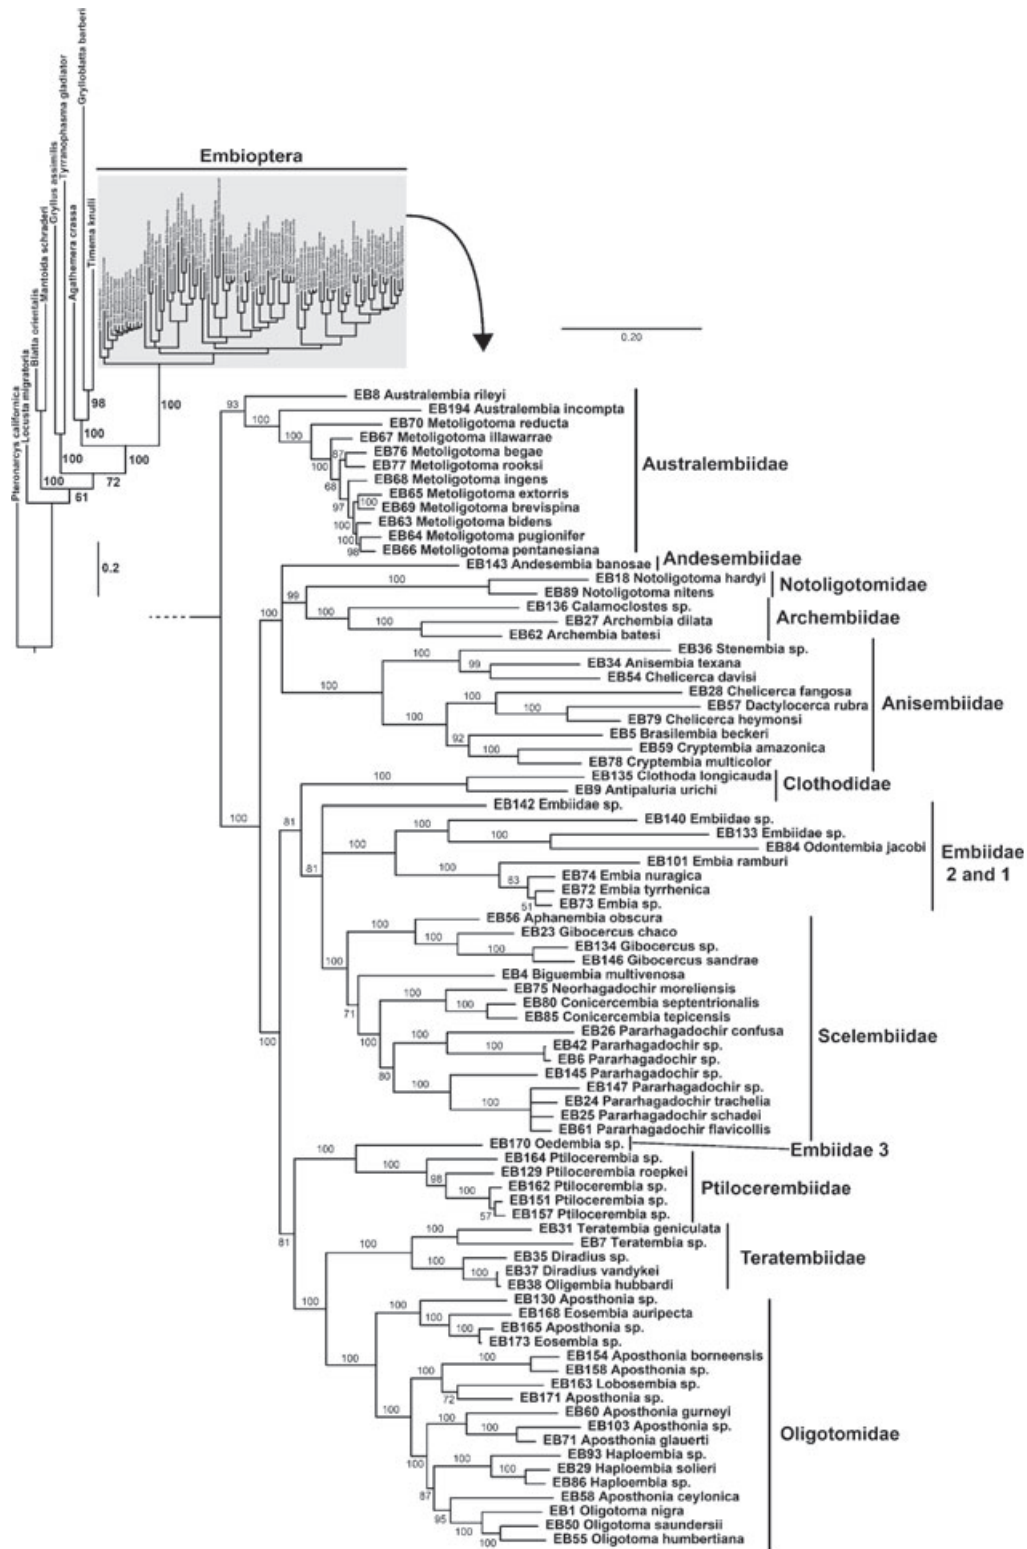 Pteronarcys californica
Locusta migratoria
Blatta orientalis
Mantoida schraderi
Gryllus assimilis
Tyrranophasma gladiator
Agathemera crassa
Grylloblatta barberi
Timema knulli
Embioptera
98
100
100
100
100
100
72
61
0.2
0.20
EB8 Australembia rileyi
93
EB194 Australembia incompta
100
EB70 Metoligotoma reducta
100
EB67 Metoligotoma illawarrae
EB76 Metoligotoma begae
87
EB77 Metoligotoma rooksi
100
EB68 Metoligotoma ingens
68
EB65 Metoligotoma extorris
97
100
EB69 Metoligotoma brevispina
EB63 Metoligotoma bidens
100
EB64 Metoligotoma pugionifer
100
EB66 Metoligotoma pentanesiana
98
Australembiidae
EB143 Andesembia banosae
Andesembiidae
EB18 Notoligotoma hardyi
100
EB89 Notoligotoma nitens
Notoligotomidae
99
EB136 Calamoclostes sp.
100
100
EB27 Archembia dilata
100
EB62 Archembia batesi
Archembiidae
EB36 Stenembia sp.
100
EB34 Anisembia texana
99
EB54 Chelicerca davisi
100
EB28 Chelicerca fangosa
100
EB57 Dactylocerca rubra
100
EB79 Chelicerca heymonsi
100
EB5 Brasilembia beckeri
92
EB59 Cryptembia amazonica
100
EB78 Cryptembia multicolor
Anisembiidae
EB135 Clothoda longicauda
100
EB9 Antipaluria urichi
Clothodidae
EB142 Embiidae sp.
100
81
EB140 Embiidae sp.
100
EB133 Embiidae sp.
100
EB84 Odontembia jacobi
100
EB101 Embia ramburi
100
81
EB74 Embia nuragica
63
EB72 Embia tyrrhenica
EB73 Embia sp.
51
Embiidae
2 and 1
EB56 Aphanembia obscura
100
EB23 Gibocercus chaco
100
EB134 Gibocercus sp.
100
EB146 Gibocercus sandrae
100
EB4 Biguembia multivenosa
EB75 Neorhagadochir moreliensis
100
EB80 Conicercembia septentrionalis
100
EB85 Conicercembia tepicensis
71
EB26 Pararhagadochir confusa
100
100
EB42 Pararhagadochir sp.
100
EB6 Pararhagadochir sp.
EB145 Pararhagadochir sp.
80
100
EB147 Pararhagadochir sp.
EB24 Pararhagadochir trachelia
100
EB25 Pararhagadochir schadei
EB61 Pararhagadochir flavicollis
Scelembiidae
100
EB170 Oedembia sp.
Embiidae 3
EB164 Ptilocerembia sp.
100
EB129 Ptilocerembia roepkei
98
EB162 Ptilocerembia sp.
100
EB151 Ptilocerembia sp.
EB157 Ptilocerembia sp.
57
Ptilocerembiidae
81
EB31 Teratembia geniculata
100
EB7 Teratembia sp.
100
EB35 Diradius sp.
EB37 Diradius vandykei
100
EB38 Oligembia hubbardi
Teratembiidae
100
EB130 Aposthonia sp.
100
EB168 Eosembia auripecta
100
EB165 Aposthonia sp.
100
EB173 Eosembia sp.
100
EB154 Aposthonia borneensis
100
EB158 Aposthonia sp.
100
EB163 Lobosembia sp.
EB171 Aposthonia sp.
72
100
EB60 Aposthonia gurneyi
100
EB103 Aposthonia sp.
100
EB71 Aposthonia glauerti
EB93 Haploembia sp.
100
100
EB29 Haploembia solieri
100
EB86 Haploembia sp.
87
EB58 Aposthonia ceylonica
EB1 Oligotoma nigra
95
EB50 Oligotoma saundersii
100
EB55 Oligotoma humbertiana
100
Oligotomidae